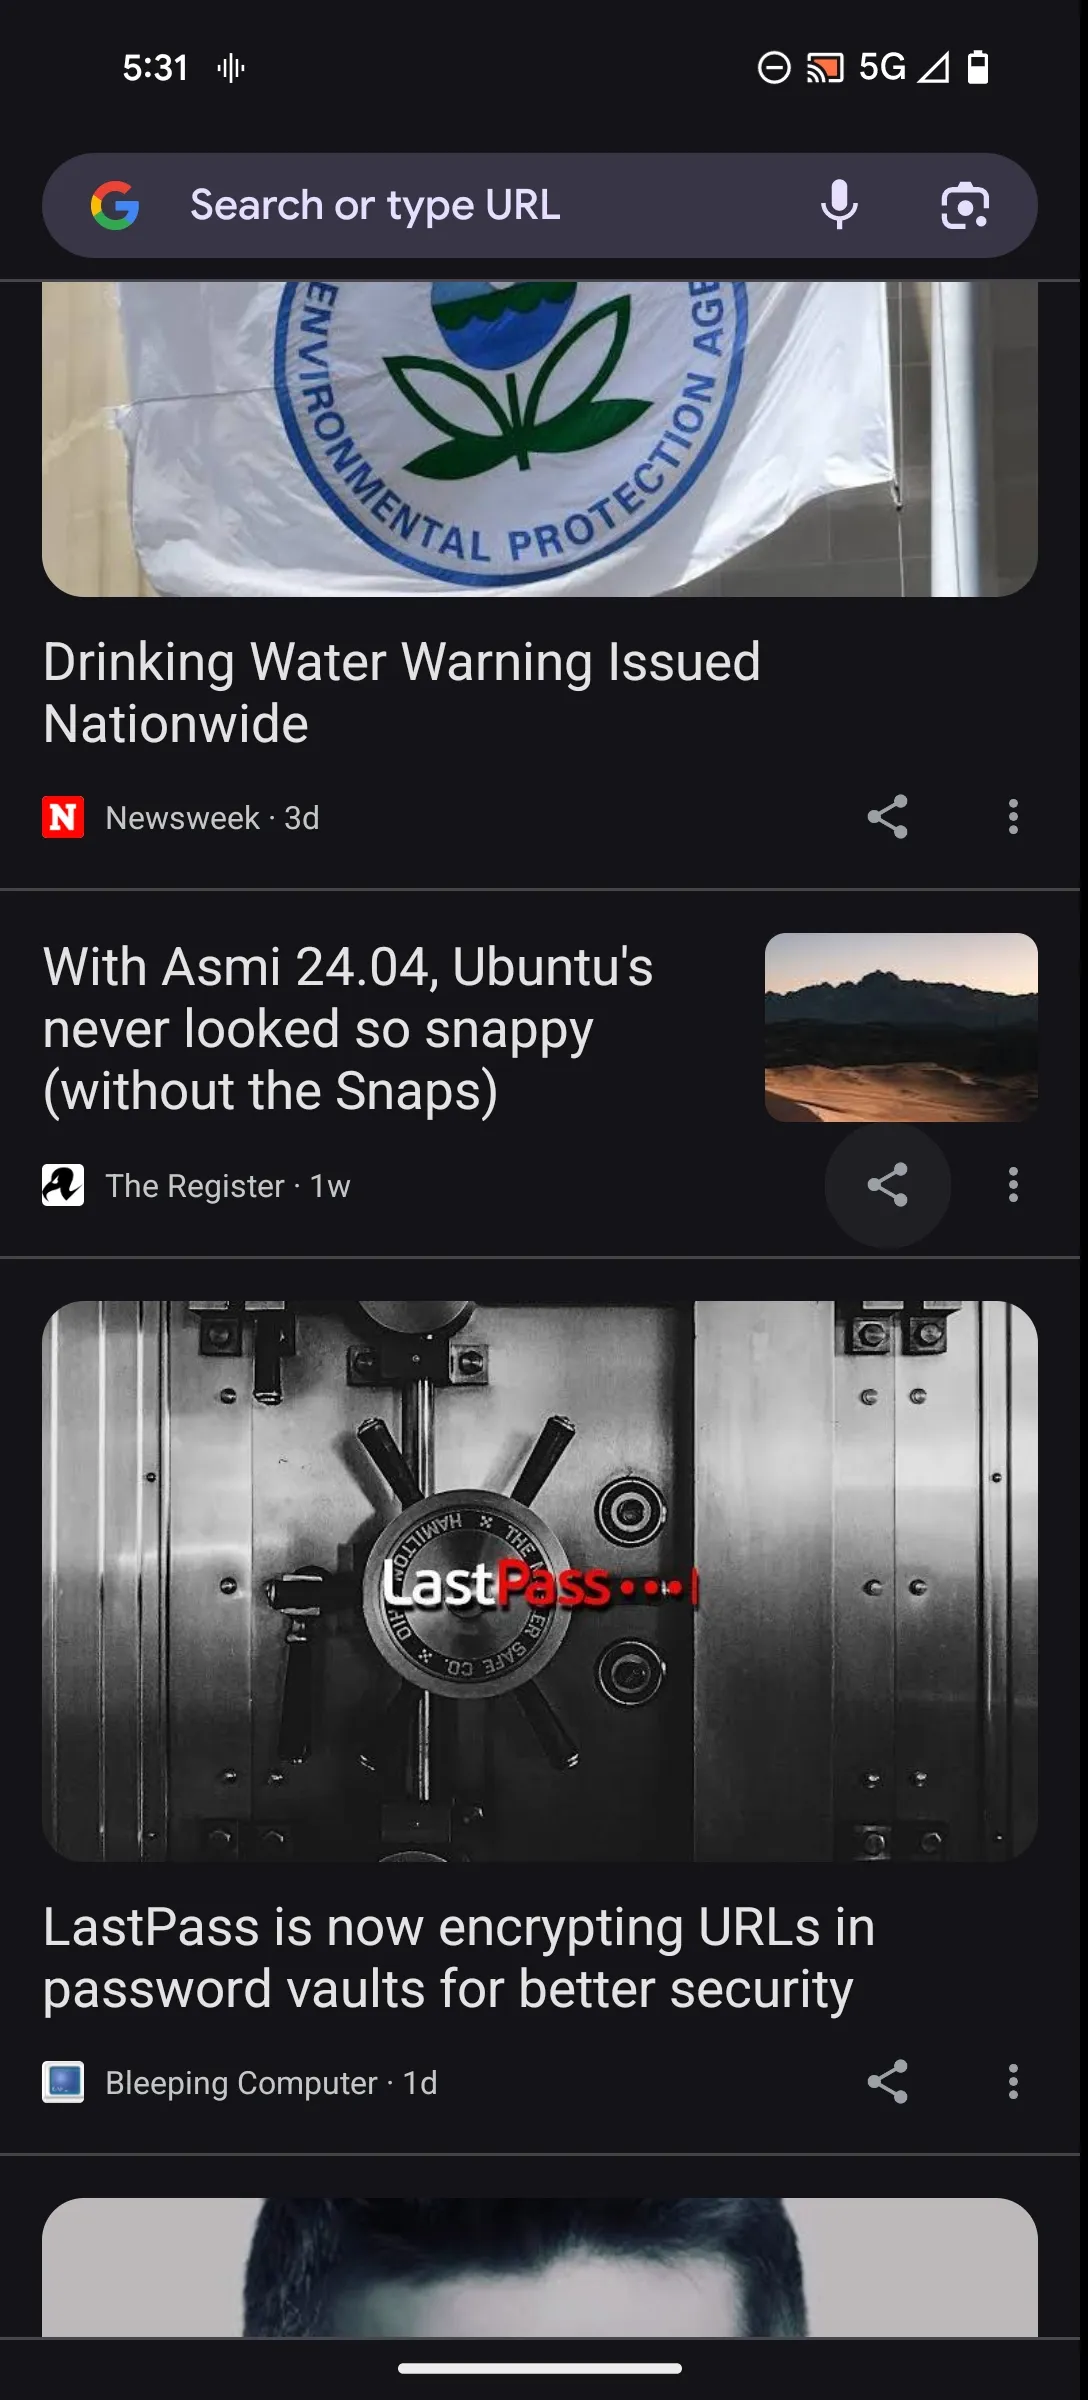 5:31
5G
Search or type URL
ENVIRONMENTAL PROTECTION AGE
Drinking Water Warning Issued
Nationwide
N
Newsweek · 3d
With Asmi 24.04, Ubuntu's
never looked so snappy
(without the Snaps)
The Register · 1w
HAMILTON
THE
LastPass
SAFE CO.
LastPass is now encrypting URLs in
password vaults for better security
Bleeping Computer · 1d